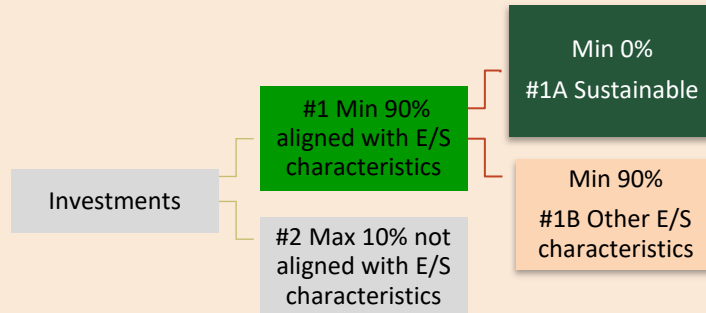 Investments
#1 Min 90%
aligned with E/S
characteristics
#2 Max 10% not
aligned with E/S
characteristics
Min 0%
#1A Sustainable
Min 90%
#1B Other E/S
characteristics